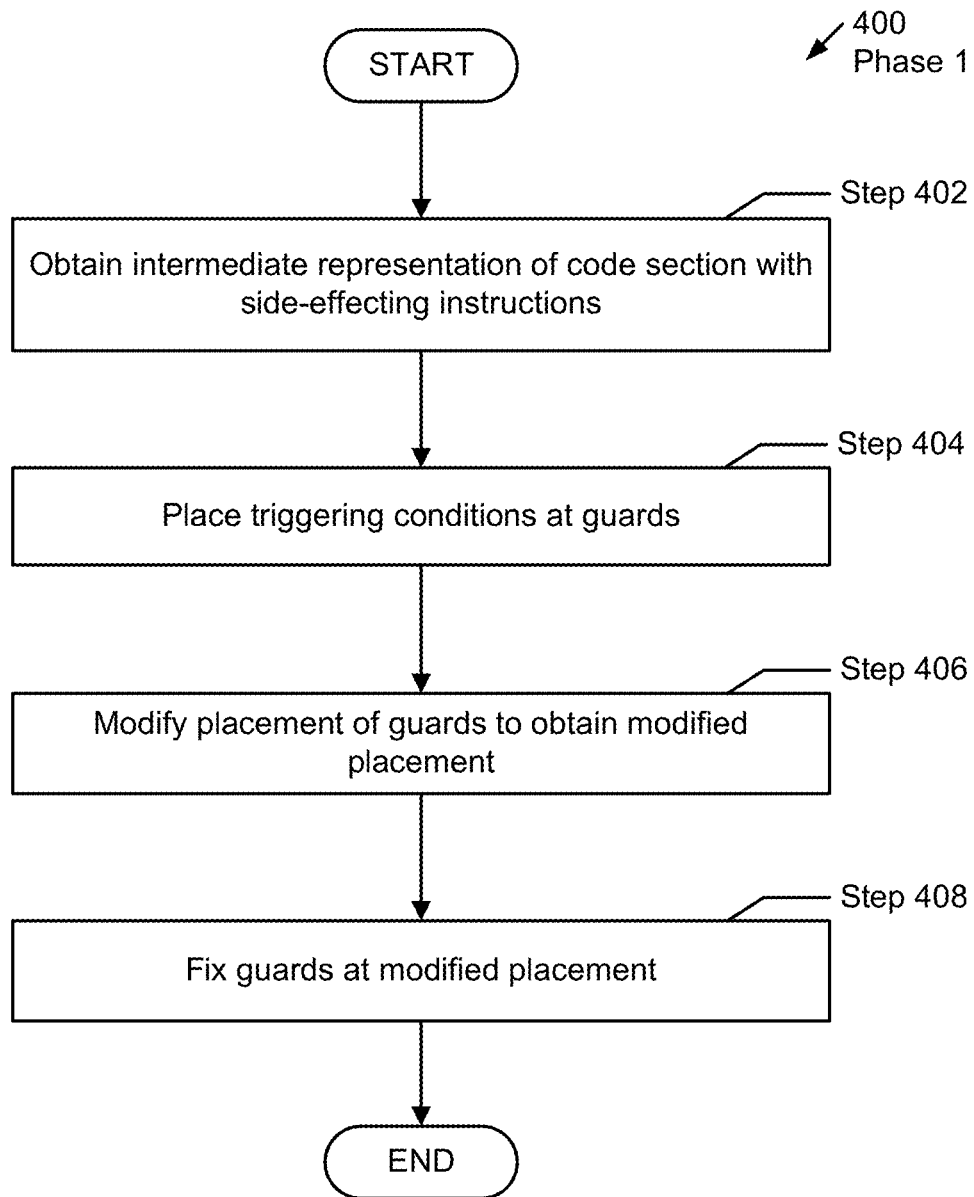 START
400
Phase 1
Step 402
Obtain intermediate representation of code section with
side-effecting instructions
Step 404
Place triggering conditions at guards
Step 406
Modify placement of guards to obtain modified
placement
Step 408
Fix guards at modified placement
END